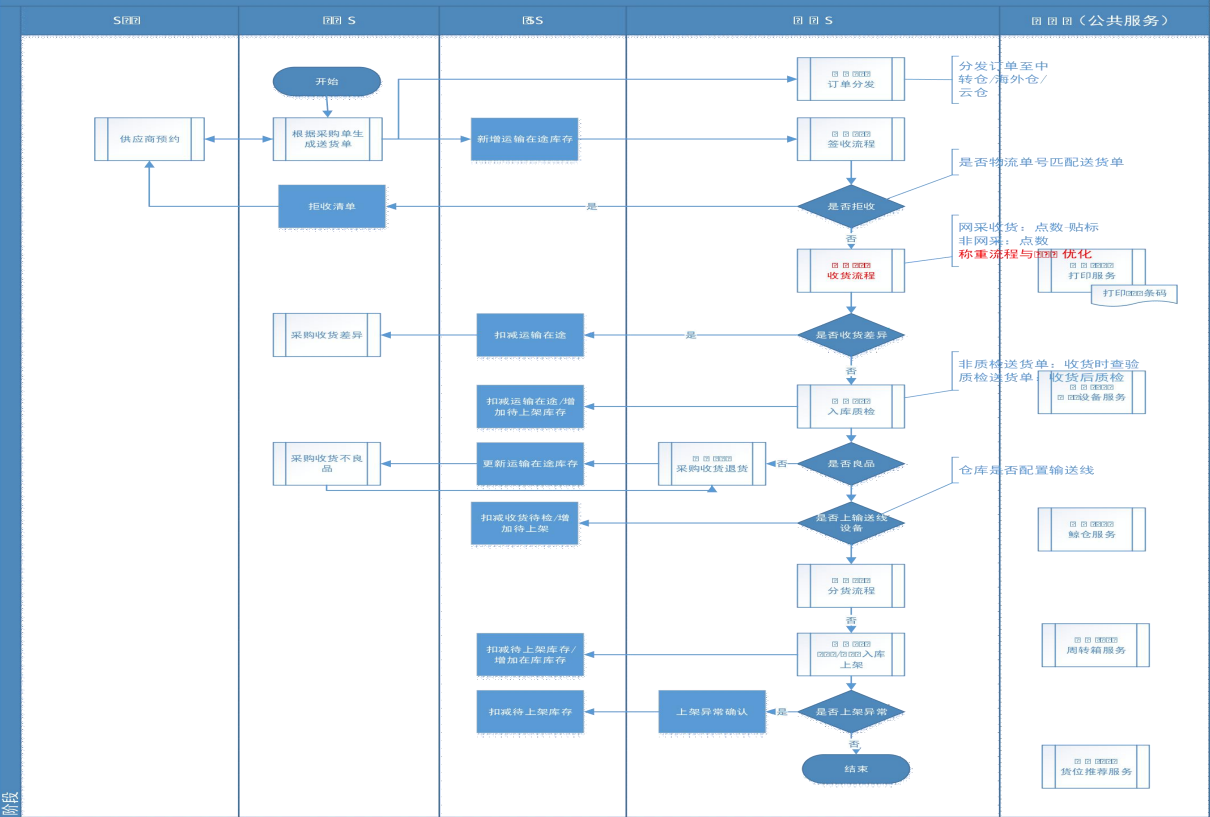 （公共服务）
阶段
开始
供应商预约
根据采购单生
成送货单
新增运输在途库存
订单分发
分发订单至中
转仓/海外仓/
云仓
签收流程
是否物流单号匹配送货单
拒收清单
是
是否拒收
否
网采收货：点数-贴标
非网采：点数
称重流程与
优化
收货流程
打印服务
打印
条码
采购收货差异
扣减运输在途
是
是否收货差异
否
非质检送货单：收货时查验
质检送货单：收货后质检
设备服务
扣减运输在途/增
加待上架库存
入库质检
采购收货不良
品
更新运输在途库存
采购收货退货
否
是否良品
仓库是否配置输送线
扣减收货待检/增
加待上架
是否上输送线
设备
鲸仓服务
分货流程
否
扣减待上架库存/
增加在库库存
入库
上架
周转箱服务
扣减待上架库存
上架异常确认
是
是否上架异常
否
结束
货位推荐服务